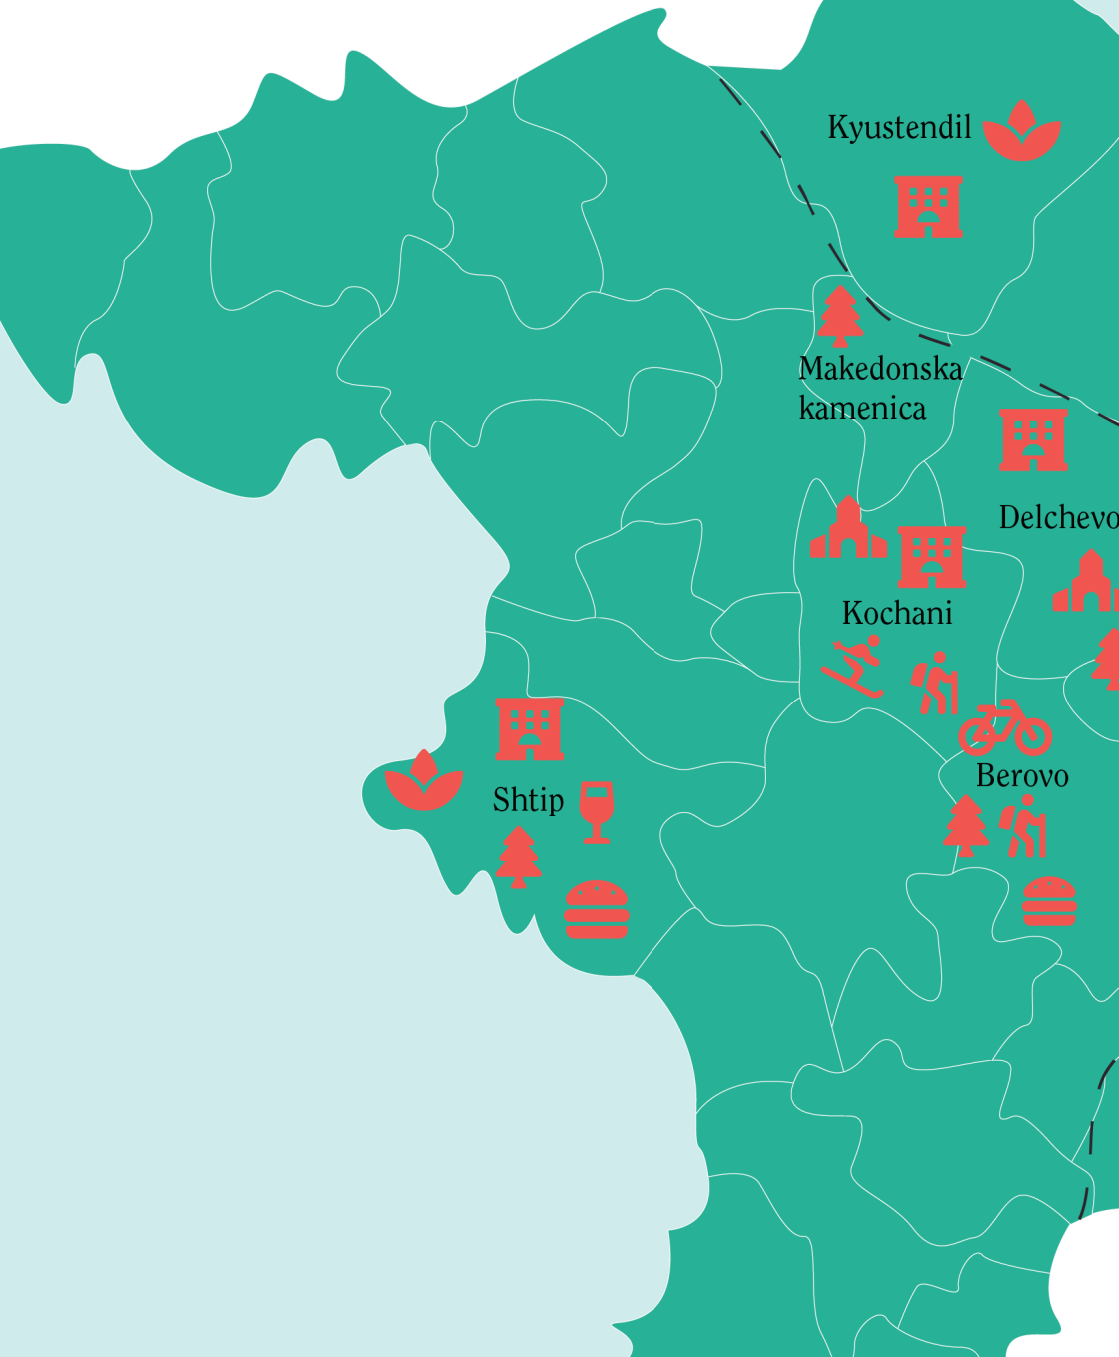 Kyustendil
Makedonska
kamenica
Delchevo
Kochani
Berovo
Shtip